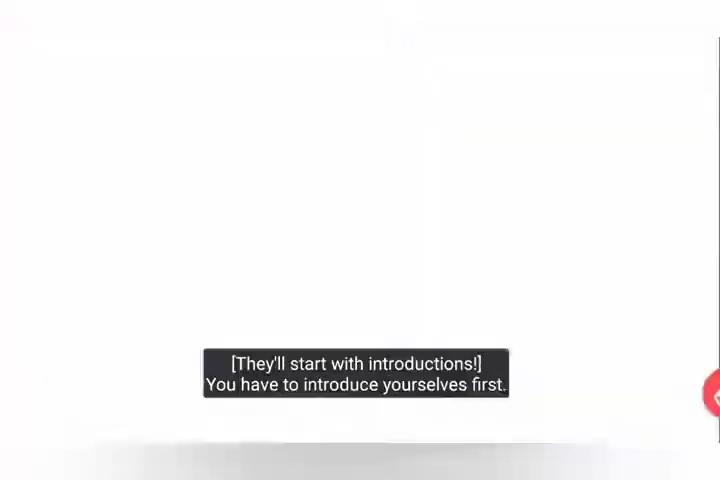 [They'll start with introductions!]
You have to introduce yourselves first.